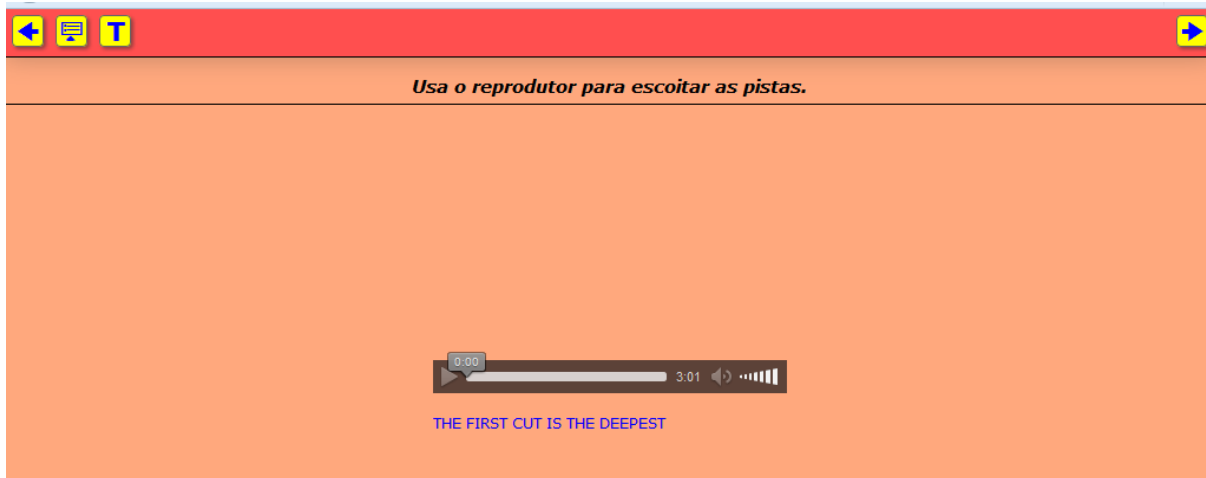 T
Usa o reprodutor para escoitar as pistas.
0:00
3:01
THE FIRST CUT IS THE DEEPEST